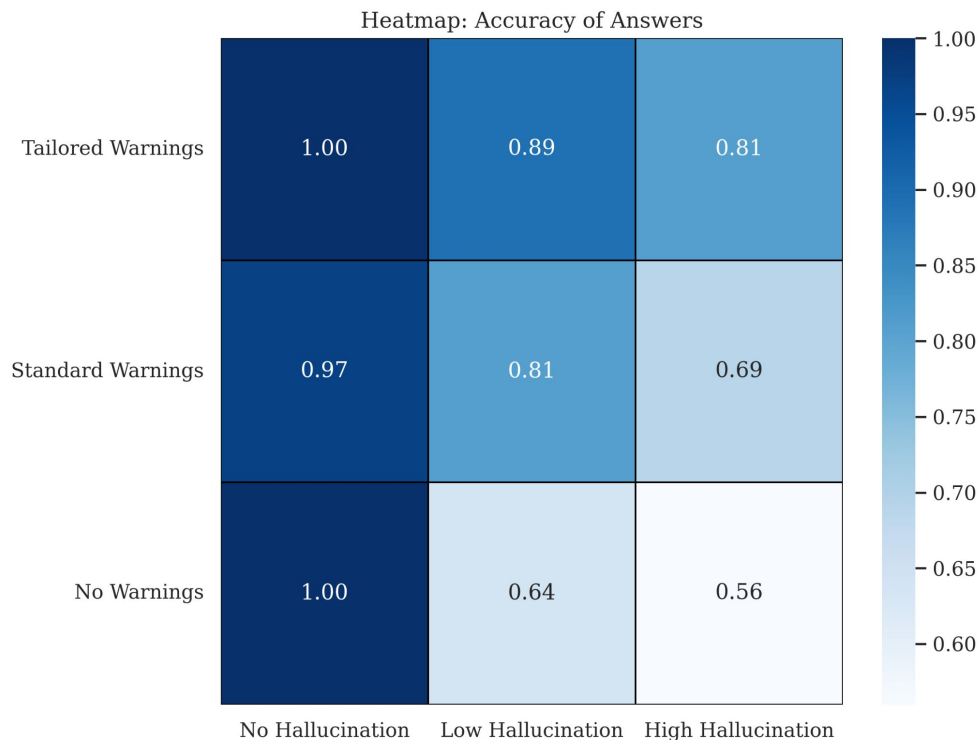 Heatmap: Accuracy of Answers
Tailored Warnings 1.00 0.89 0.81
Standard Warnings 0.97 0.81 0.69
No Warnings 1.00 0.64 0.56
No Hallucination Low Hallucination High Hallucination
1.00
0.95
0.90
0.85
0.80
0.75
0.70
0.65
0.60